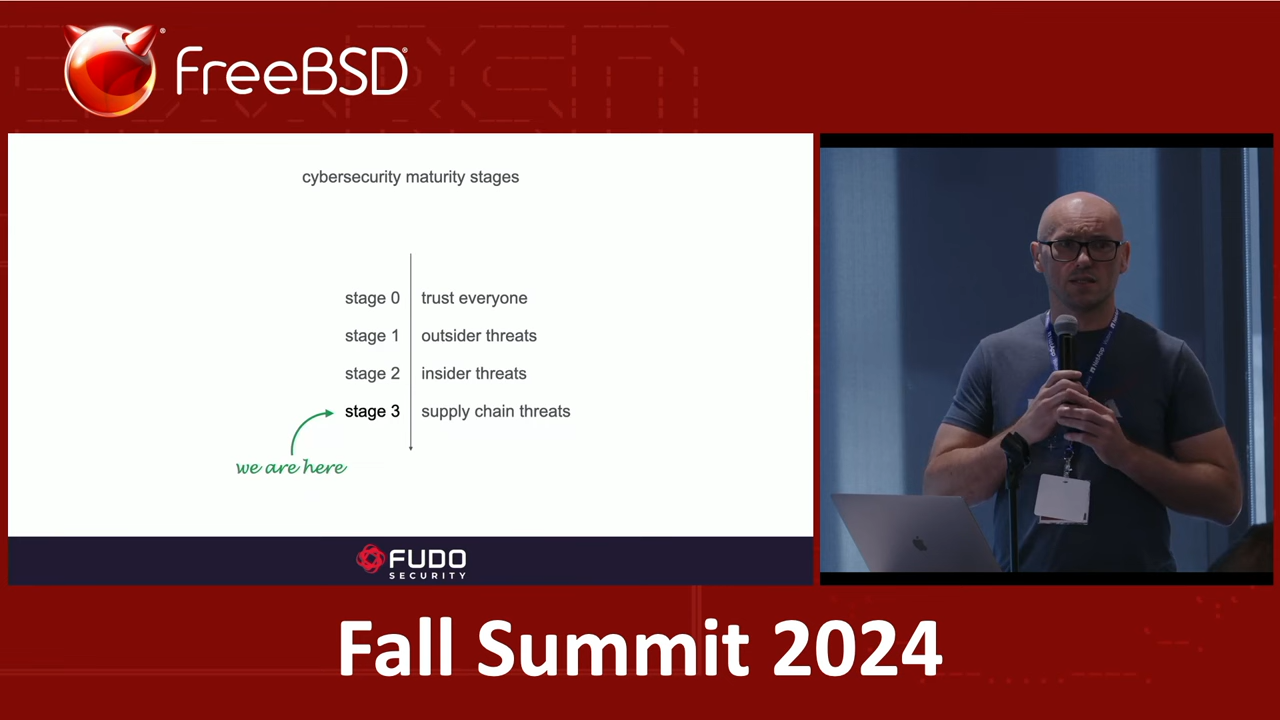 FreeBSD®
cybersecurity maturity stages
stage 0 trust everyone
stage 1 outsider threats
stage 2 insider threats
stage 3 supply chain threats
we are here
FUDO
SECURITY
Fall Summit 2024